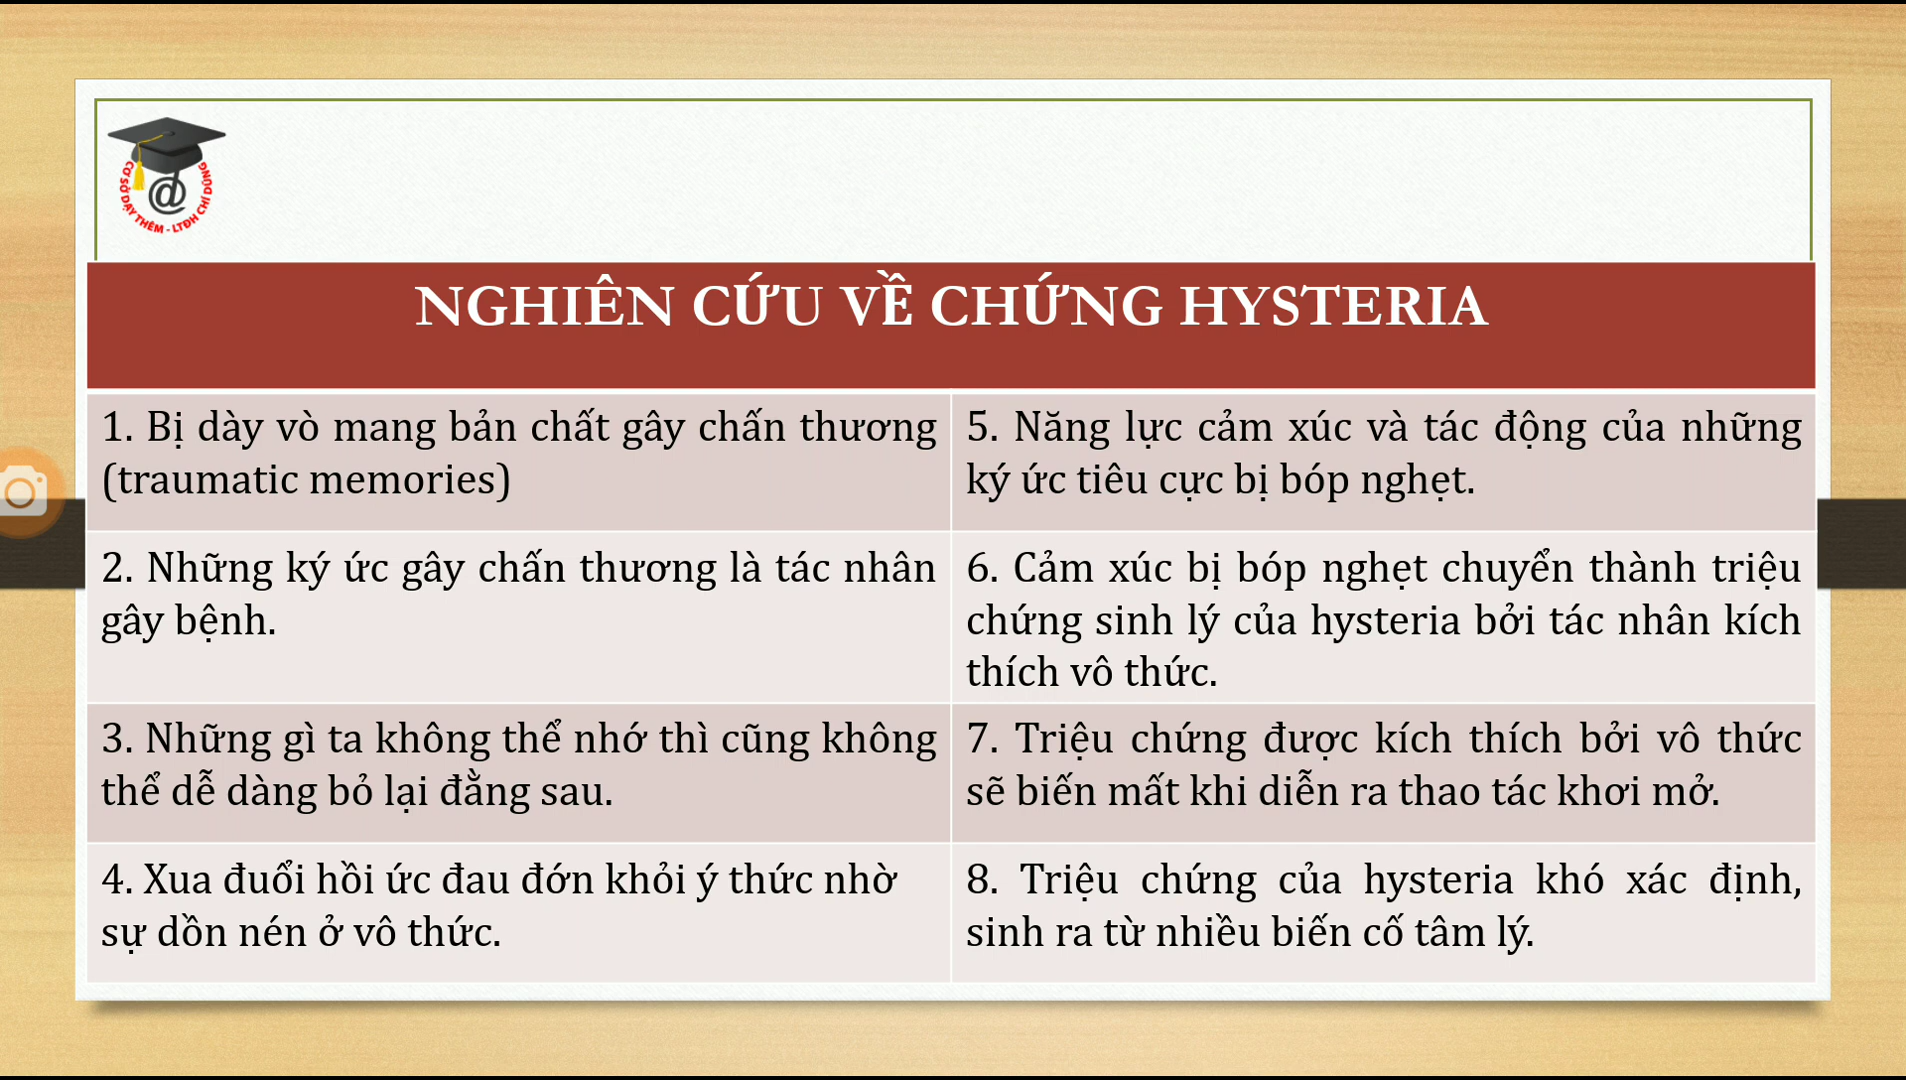 CƠ SỞ DẠY THÊM - LTĐH CHÍ DŨNG
NGHIÊN CỨU VỀ CHỨNG HYSTERIA
1. Bị dày vò mang bản chất gây chấn thương
(traumatic memories)
5. Năng lực cảm xúc và tác động của những
ký ức tiêu cực bị bóp nghẹt.
2. Những ký ức gây chấn thương là tác nhân
gây bệnh.
6. Cảm xúc bị bóp nghẹt chuyển thành triệu
chứng sinh lý của hysteria bởi tác nhân kích
thích vô thức.
3. Những gì ta không thể nhớ thì cũng không
thể dễ dàng bỏ lại đằng sau.
7. Triệu chứng được kích thích bởi vô thức
sẽ biến mất khi diễn ra thao tác khơi mở.
4. Xua đuổi hồi ức đau đớn khỏi ý thức nhờ
sự dồn nén ở vô thức.
8. Triệu chứng của hysteria khó xác định,
sinh ra từ nhiều biến cố tâm lý.